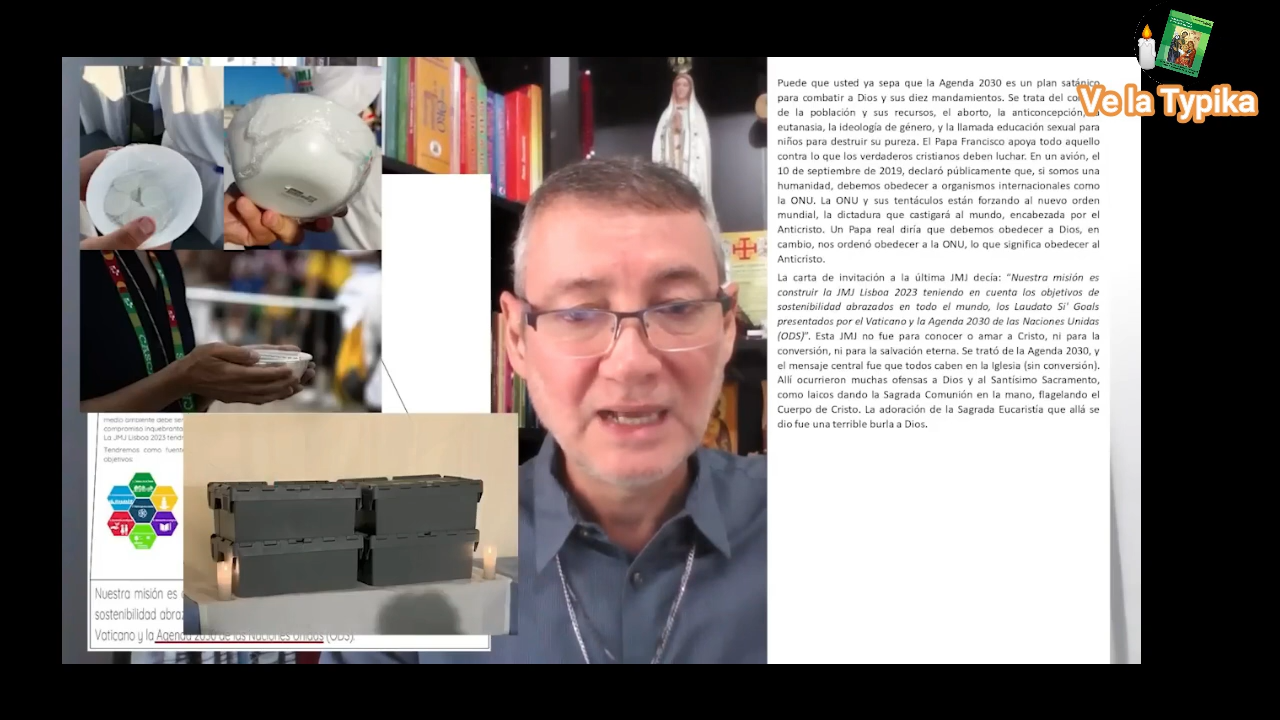 Ve la Typika
Puede que usted ya sepa que la Agenda 2030 es un plan satánico
para combatir a Dios y sus diez mandamientos. Se trata del
de la población y sus recursos, el aborto, la anticoncepción,
eutanasia, la ideología de género, y la llamada educación sexual para
niños para destruir su pureza. El Papa Francisco apoya todo aquello
contra lo que los verdaderos cristianos deben luchar. En un avión, el
10 de septiembre de 2019, declaró públicamente que, si somos una
humanidad, debemos obedecer a organismos internacionales como
la ONU. La ONU y sus tentáculos están forzando al nuevo orden
mundial, la dictadura que castigará al mundo, encabezada por el
Anticristo. Un Papa real diría que debemos obedecer a Dios, en
cambio, nos ordenó obedecer a la ONU, lo que significa obedecer al
Anticristo.
La carta de invitación a la última JMJ decía: “Nuestra misión es
construir la JMJ Lisboa 2023 teniendo en cuenta los objetivos de
sostenibilidad abrazados en todo el mundo, los Laudato Si' Goals
presentados por el Vaticano y la Agenda 2030 de las Naciones Unidas
(ODS)”. Esta JMJ no fue para conocer o amar a Cristo, ni para la
conversión, ni para la salvación eterna. Se trató de la Agenda 2030, y
el mensaje central fue que todos caben en la Iglesia (sin conversión).
Allí ocurrieron muchas ofensas a Dios y al Santísimo Sacramento,
como laicos dando la Sagrada Comunión en la mano, flagelando el
Cuerpo de Cristo. La adoración de la Sagrada Eucaristía que allá se
dio fue una terrible burla a Dios.
medio ambiente debe ser
compromiso inquebranta
La JMJ Lisboa 2023 tendr
Tendremos como fuente
objetivos
Nuestra misión es
sostenibilidad abraz
Vaticano y la Agenda 2030 de las Naciones Unidas (ODS).